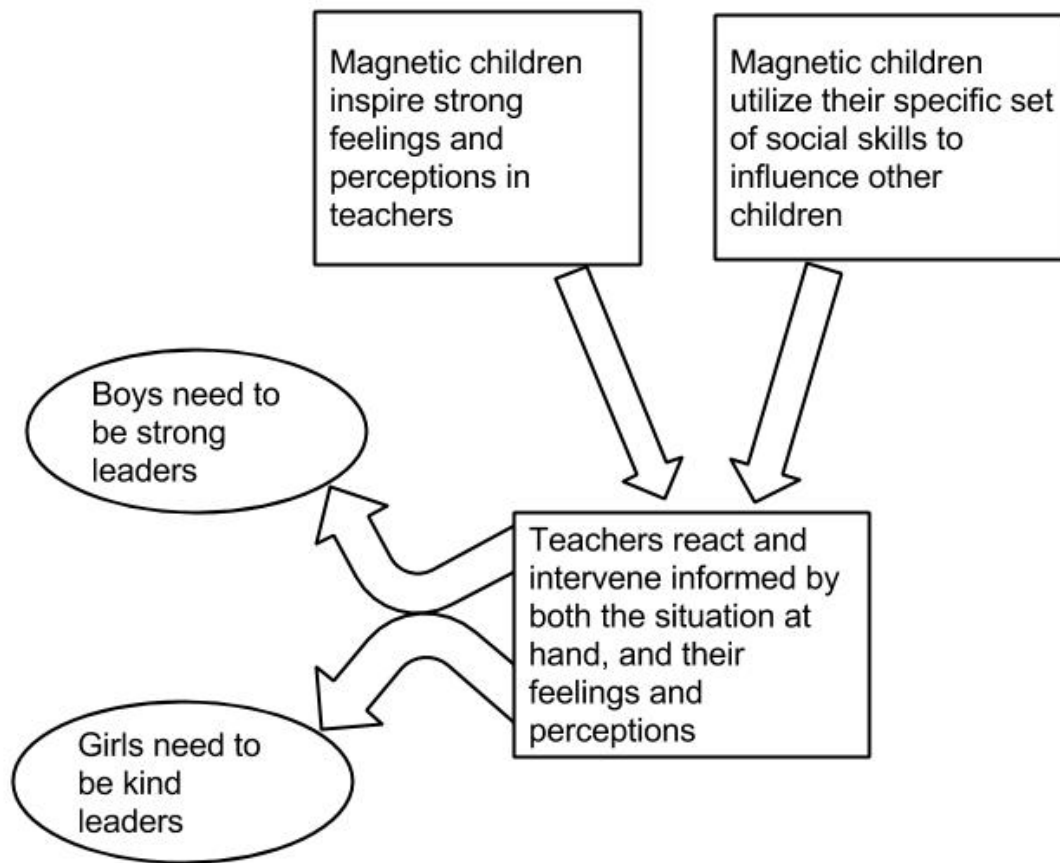 Magnetic children
inspire strong
feelings and
perceptions in
teachers
Magnetic children
utilize their specific set
of social skills to
influence other
children
Boys need to
be strong
leaders
Teachers react and
intervene informed by
both the situation at
hand, and their
feelings and
perceptions
Girls need to
be kind
leaders